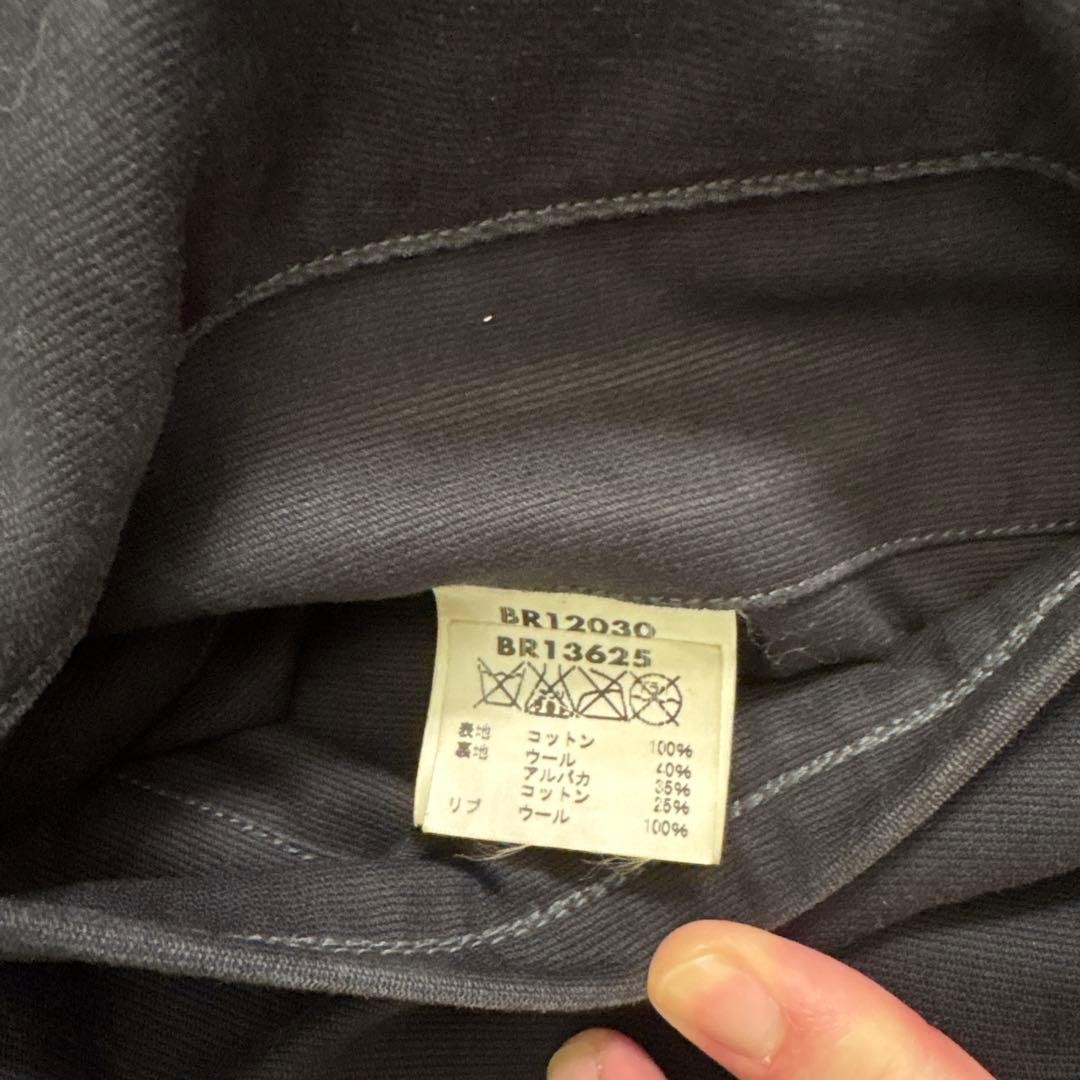 BR12030
BR13625
表地 コットン 100%
裏地 ウール 40%
アルパカ 35%
コットン 25%
リブ ウール 100%